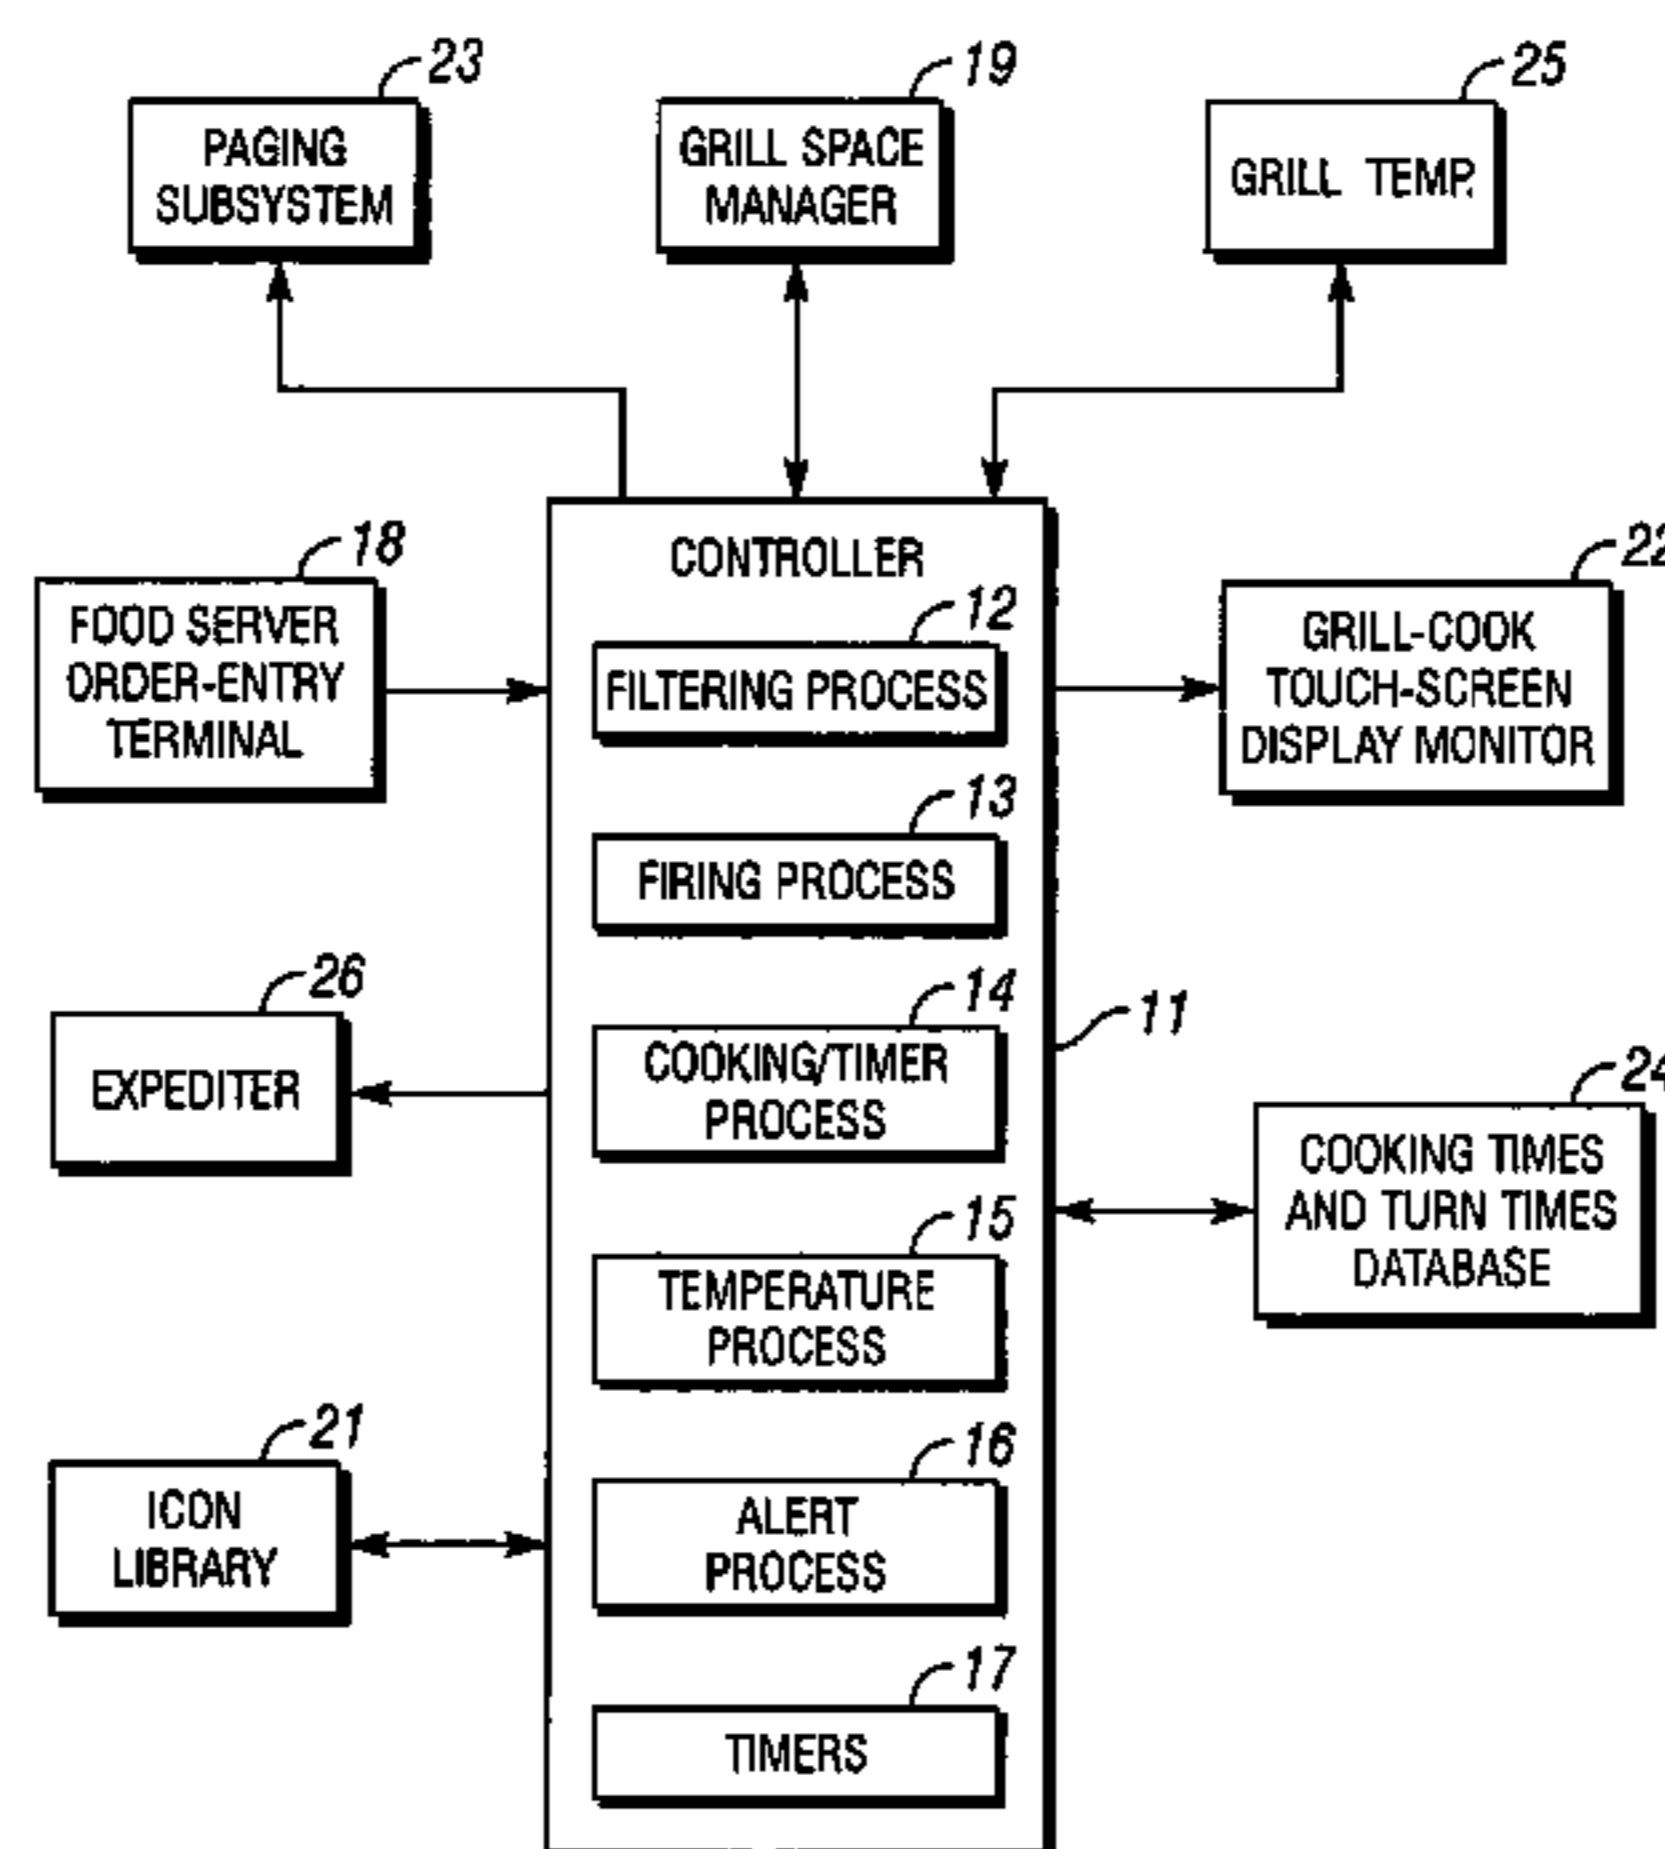 23
PAGING
SUBSYSTEM
19
GRILL SPACE
MANAGER
25
GRILL TEMP.
18
FOOD SERVER
ORDER-ENTRY
TERMINAL
CONTROLLER
12
FILTERING PROCESS
22
GRILL-COOK
TOUCH-SCREEN
DISPLAY MONITOR
13
FIRING PROCESS
26
EXPEDITER
14
COOKING/TIMER
PROCESS
11
24
COOKING TIMES
AND TURN TIMES
DATABASE
15
TEMPERATURE
PROCESS
21
ICON
LIBRARY
16
ALERT
PROCESS
17
TIMERS